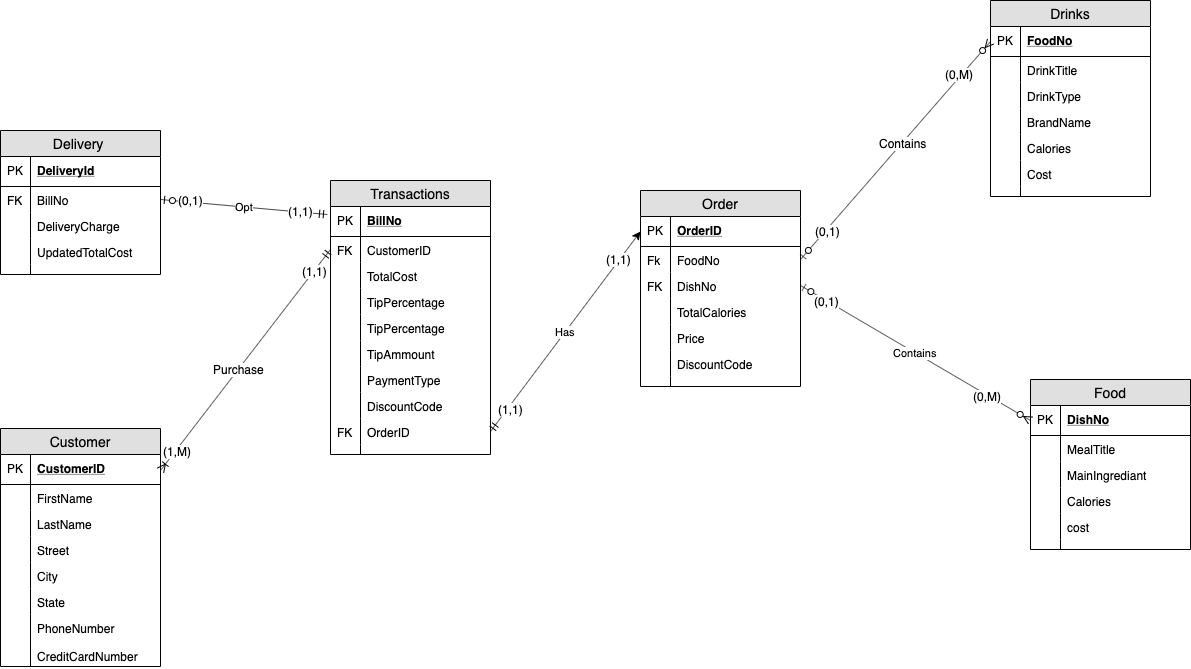 Drinks
PK FoodNo
DrinkTitle
DrinkType
BrandName
Calories
Cost
(0,M)
Contains
(0,1)
Delivery
PK DeliveryId
FK BillNo
DeliveryCharge
UpdatedTotalCost
(0,1)
Opt
(1,1)
Transactions
PK BillNo
FK CustomerID
TotalCost
TipPercentage
TipPercentage
TipAmmount
PaymentType
DiscountCode
FK OrderID
(1,1)
Purchase
(1,M)
(1,1)
Has
(1,1)
Order
PK OrderID
Fk FoodNo
FK DishNo
TotalCalories
Price
DiscountCode
(0,1)
Contains
(0,M)
Food
PK DishNo
MealTitle
MainIngrediant
Calories
cost
Customer
PK CustomerID
FirstName
LastName
Street
City
State
PhoneNumber
CreditCardNumber